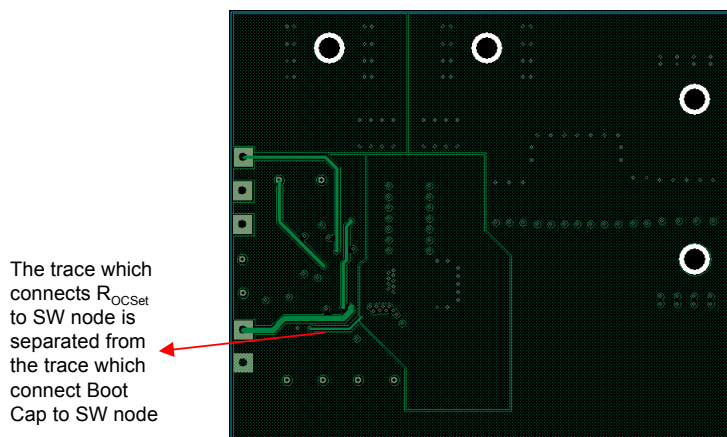 The trace which
connects R_OCSet
to SW node is
separated from
the trace which
connect Boot
Cap to SW node